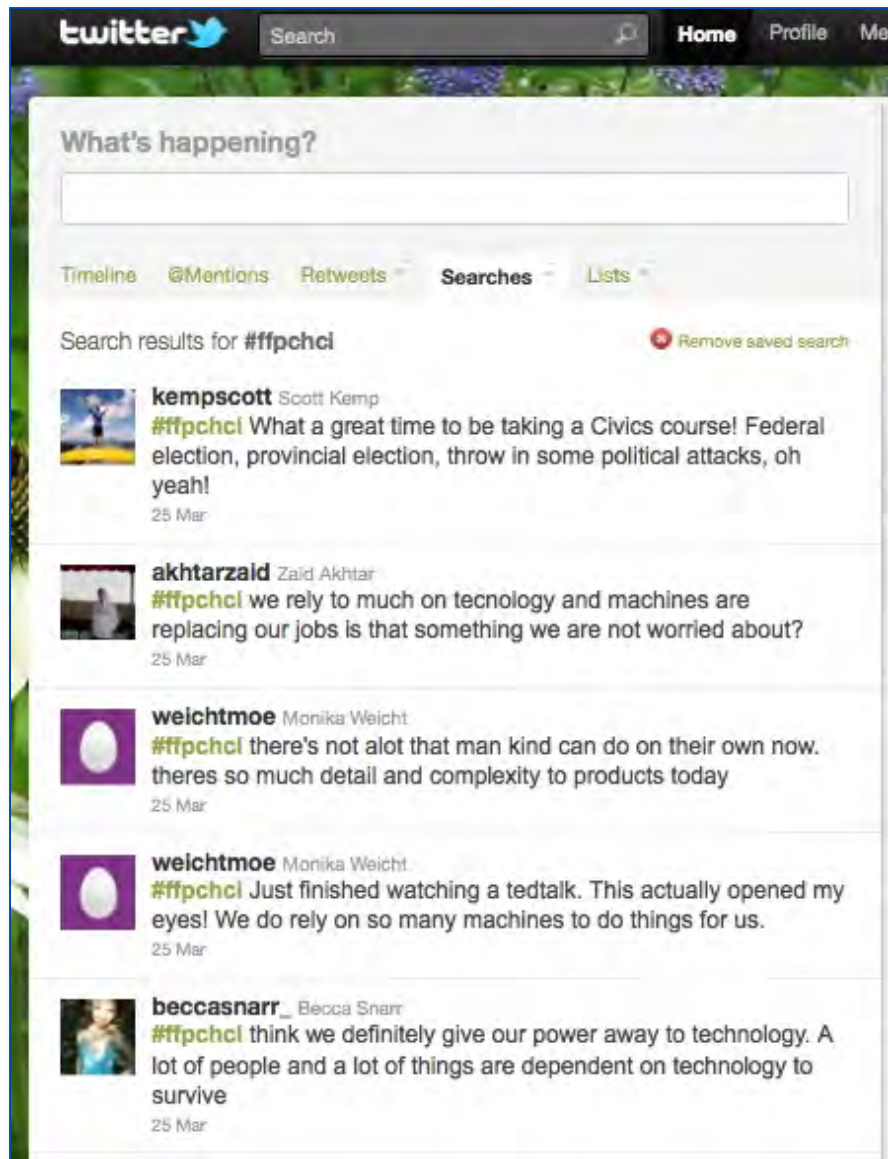 twitter Search Home Profile Me
What's happening?
Timeline @Mentions Retweets Searches Lists
Search results for #ffpchci Remove saved search
kempscott Scott Kemp
#ffpchci What a great time to be taking a Civics course! Federal
election, provincial election, throw in some political attacks, oh
yeah!
25 Mar
akhtarzaid Zaid Akhtar
#ffpchci we rely to much on tecnology and machines are
replacing our jobs is that something we are not worried about?
25 Mar
weichtmoe Monika Weicht
#ffpchci there's not alot that man kind can do on their own now.
theres so much detail and complexity to products today
25 Mar
weichtmoe Monika Weicht
#ffpchci Just finished watching a tedtalk. This actually opened my
eyes! We do rely on so many machines to do things for us.
25 Mar
beccasnarr_ Becca Snarr
#ffpchci think we definitely give our power away to technology. A
lot of people and a lot of things are dependent on technology to
survive
25 Mar